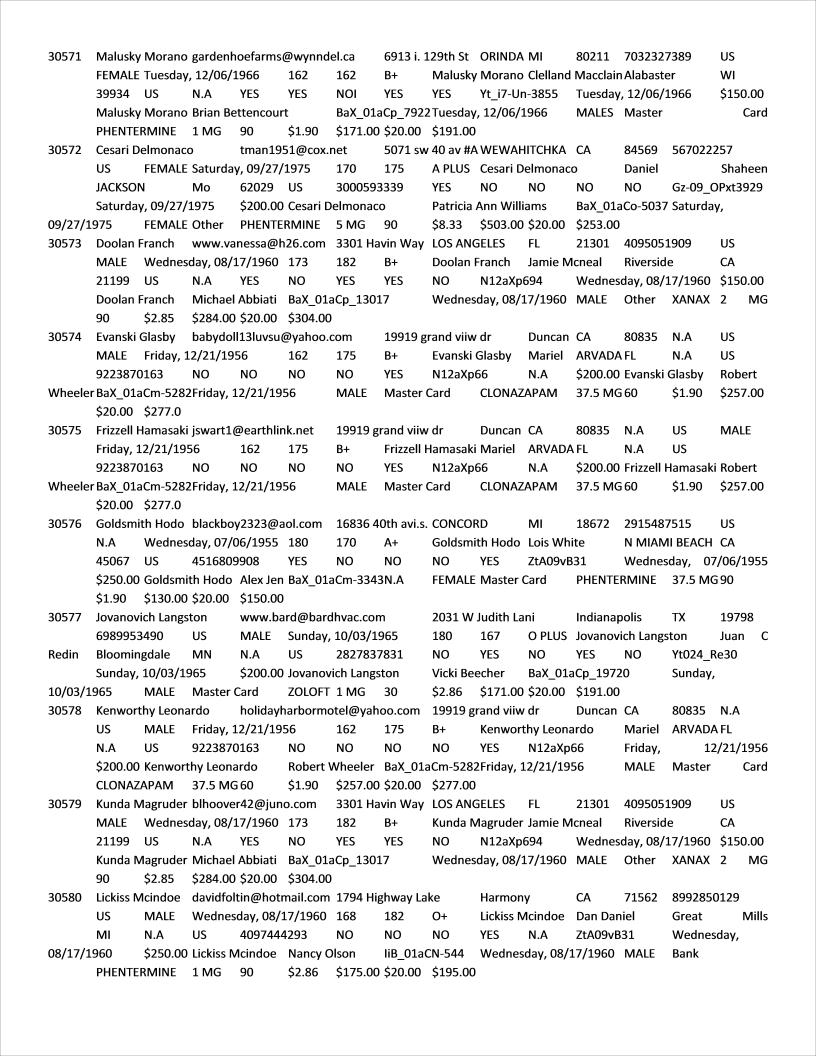 30571 Malusky Morano gardenhoefarms@wynndel.ca 6913 i. 129th St ORINDA MI 80211 7032327389 US
FEMALE Tuesday, 12/06/1966 162 162 B+ Malusky Morano Clelland Macclain Alabaster WI
39934 US N.A YES YES NOI YES YES Yt_i7-Un-3855 Tuesday, 12/06/1966 $150.00
Malusky Morano Brian Bettencourt BaX_01aCp_7922 Tuesday, 12/06/1966 MALES Master Card
PHENTERMINE 1 MG 90 $1.90 $171.00 $20.00 $191.00
30572 Cesari Delmonaco tman1951@cox.net 5071 sw 40 av #A WEWAHITCHKA CA 84569 567022257
US FEMALE Saturday, 09/27/1975 170 175 A PLUS Cesari Delmonaco Daniel Shaheen
JACKSON Mo 62029 US 3000593339 YES NO NO NO NO Gz-09_OPxt3929
Saturday, 09/27/1975 $200.00 Cesari Delmonaco Patricia Ann Williams BaX_01aCo-5037 Saturday,
09/27/1975 FEMALE Other PHENTERMINE 5 MG 90 $8.33 $503.00 $20.00 $253.00
30573 Doolan Franch www.vanessa@h26.com 3301 Havin Way LOS ANGELES FL 21301 4095051909 US
MALE Wednesday, 08/17/1960 173 182 B+ Doolan Franch Jamie Mcneal Riverside CA
21199 US N.A YES NO YES YES NO N12aXp694 Wednesday, 08/17/1960 $150.00
Doolan Franch Michael Abbiati BaX_01aCp_13017 Wednesday, 08/17/1960 MALE Other XANAX 2 MG
90 $2.85 $284.00 $20.00 $304.00
30574 Evanski Glasby babydoll13luvsu@yahoo.com 19919 grand viiw dr Duncan CA 80835 N.A US
MALE Friday, 12/21/1956 162 175 B+ Evanski Glasby Mariel ARVADA FL N.A US
9223870163 NO NO NO NO YES N12aXp66 N.A $200.00 Evanski Glasby Robert
Wheeler BaX_01aCm-5282 Friday, 12/21/1956 MALE Master Card CLONAZAPAM 37.5 MG 60 $1.90 $257.00
$20.00 $277.0
30575 Frizzell Hamasaki jswart1@earthlink.net 19919 grand viiw dr Duncan CA 80835 N.A US MALE
Friday, 12/21/1956 162 175 B+ Frizzell Hamasaki Mariel ARVADA FL N.A US
9223870163 NO NO NO NO YES N12aXp66 N.A $200.00 Frizzell Hamasaki Robert
Wheeler BaX_01aCm-5282 Friday, 12/21/1956 MALE Master Card CLONAZAPAM 37.5 MG 60 $1.90 $257.00
$20.00 $277.0
30576 Goldsmith Hodo blackboy2323@aol.com 16836 40th avi.s. CONCORD MI 18672 2915487515 US
N.A Wednesday, 07/06/1955 180 170 A+ Goldsmith Hodo Lois White N MIAMI BEACH CA
45067 US 4516809908 YES NO NO NO YES ZtA09vB31 Wednesday, 07/06/1955
$250.00 Goldsmith Hodo Alex Jen BaX_01aCm-3343 N.A FEMALE Master Card PHENTERMINE 37.5 MG 90
$1.90 $130.00 $20.00 $150.00
30577 Jovanovich Langston www.bard@bardhvac.com 2031 W Judith Lani Indianapolis TX 19798
6989953490 US MALE Sunday, 10/03/1965 180 167 O PLUS Jovanovich Langston Juan C
Redin Bloomingdale MN N.A US 2827837831 NO YES NO YES NO Yt024_Re30
Sunday, 10/03/1965 $200.00 Jovanovich Langston Vicki Beecher BaX_01aCp_19720 Sunday,
10/03/1965 MALE Master Card ZOLOFT 1 MG 30 $2.86 $171.00 $20.00 $191.00
30578 Kenworthy Leonardo holidayharbormotel@yahoo.com 19919 grand viiw dr Duncan CA 80835 N.A
US MALE Friday, 12/21/1956 162 175 B+ Kenworthy Leonardo Mariel ARVADA FL
N.A US 9223870163 NO NO NO NO YES N12aXp66 Friday, 12/21/1956
$200.00 Kenworthy Leonardo Robert Wheeler BaX_01aCm-5282 Friday, 12/21/1956 MALE Master Card
CLONAZAPAM 37.5 MG 60 $1.90 $257.00 $20.00 $277.00
30579 Kunda Magruder blhoover42@juno.com 3301 Havin Way LOS ANGELES FL 21301 4095051909 US
MALE Wednesday, 08/17/1960 173 182 B+ Kunda Magruder Jamie Mcneal Riverside CA
21199 US N.A YES NO YES YES NO N12aXp694 Wednesday, 08/17/1960 $150.00
Kunda Magruder Michael Abbiati BaX_01aCp_13017 Wednesday, 08/17/1960 MALE Other XANAX 2 MG
90 $2.85 $284.00 $20.00 $304.00
30580 Lickiss Mcindoe davidfoltin@hotmail.com 1794 Highway Lake Harmony CA 71562 8992850129
US MALE Wednesday, 08/17/1960 168 182 O+ Lickiss Mcindoe Dan Daniel Great Mills
MI N.A US 4097444293 NO NO NO YES N.A ZtA09vB31 Wednesday,
08/17/1960 $250.00 Lickiss Mcindoe Nancy Olson IiB_01aCN-544 Wednesday, 08/17/1960 MALE Bank
PHENTERMINE 1 MG 90 $2.86 $175.00 $20.00 $195.00